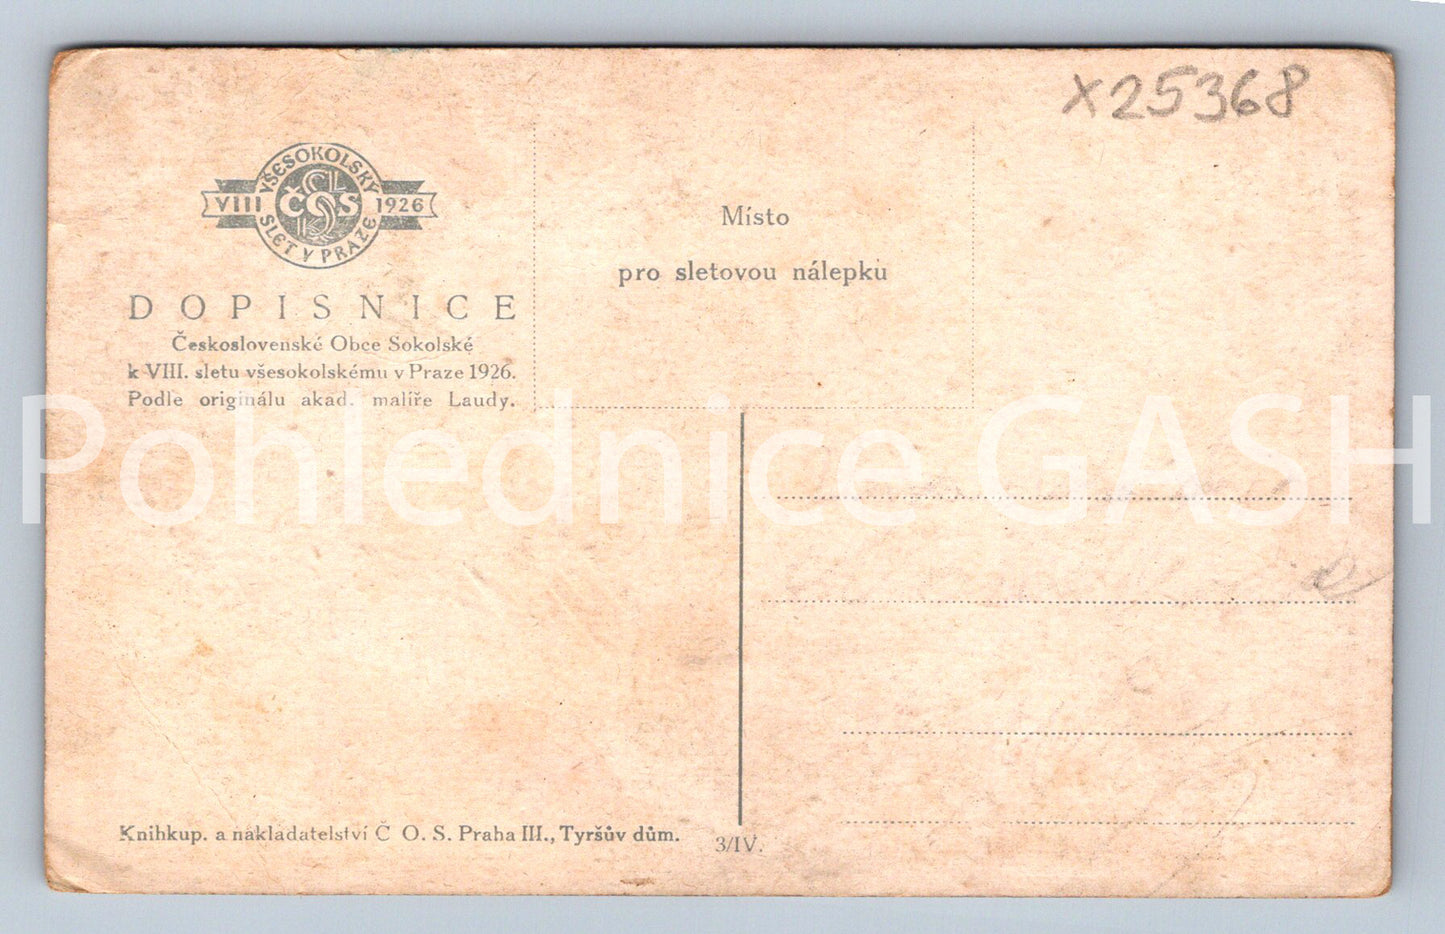 X25368
VŠESOKOLSKÝ
VIII ČOS 1926
SLET V PRAZE
Místo
pro sletovou nálepku
DOPISNICE
Československé Obce Sokolské
k VIII. sletu všesokolskému v Praze 1926.
Podle originálu akad. malíře Laudy.
Pohlednice GASH
Knihkup. a nakladatelství Č O. S. Praha III., Tyršův dům.
3/IV.